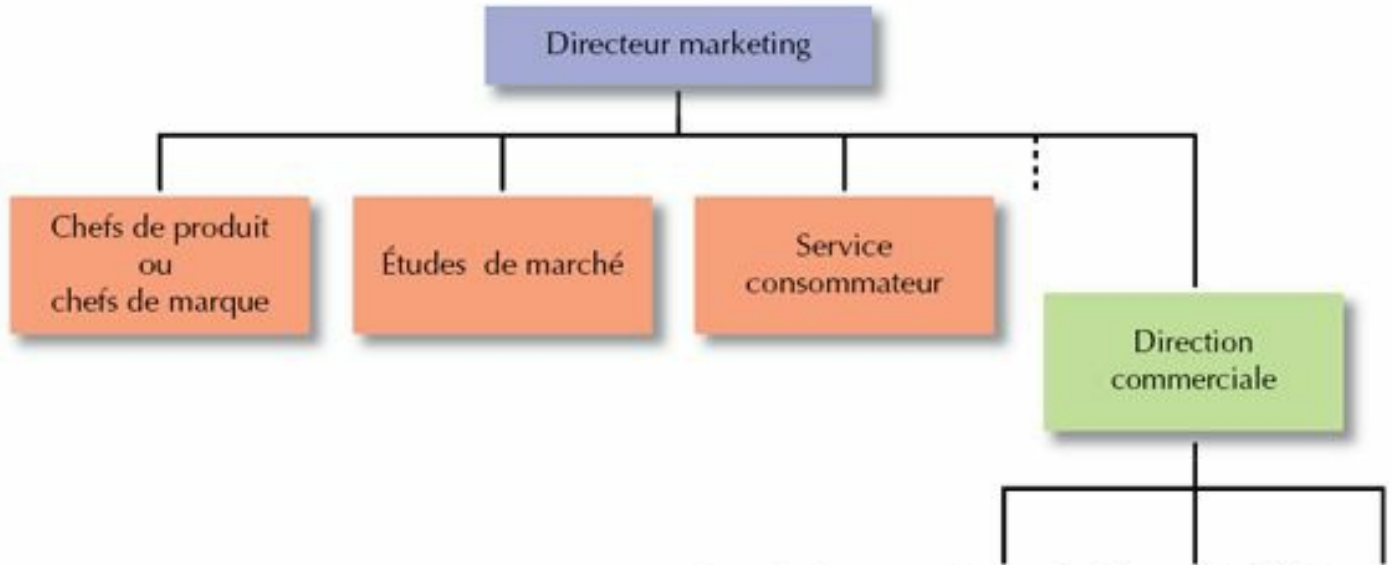 Directeur marketing
Chefs de produit
ou
chefs de marque
Études de marché
Service
consommateur
Direction
commerciale